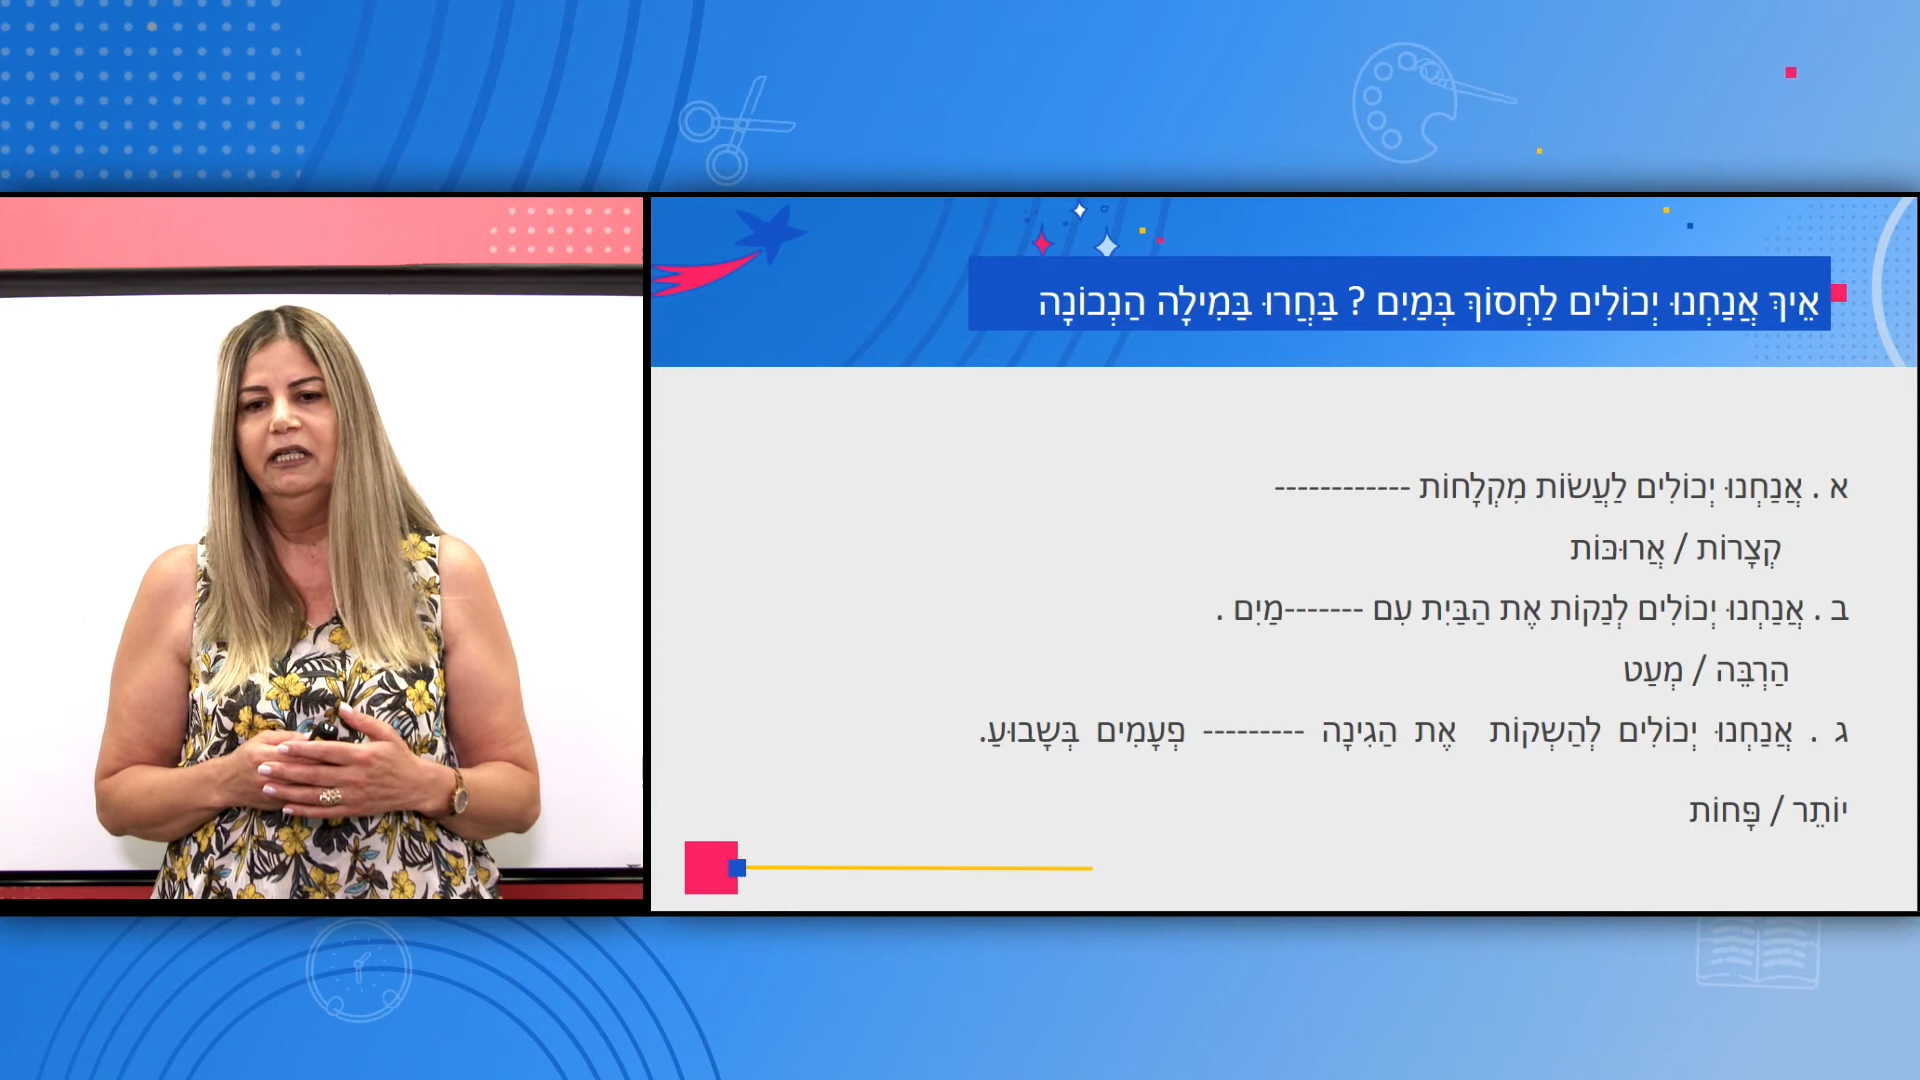 אֵיךְ אֲנַחְנוּ יְכוֹלִים לַחְסוֹךְ בְּמַיִם ? בַּחֲרוּ בַּמִילָה הַנְכוֹנָה
א . אֲנַחְנוּ יְכוֹלִים לַעֲשׂוֹת מִקְלָחוֹת ------------
קְצָרוֹת / אֲרוּכּוֹת
ב . אֲנַחְנוּ יְכוֹלִים לְנַקוֹת אֶת הַבַּיִת עִם -------מַיִם .
הַרְבֵּה / מְעַט
ג . אֲנַחְנוּ יְכוֹלִים לְהַשְׁקוֹת אֶת הַגִינָה --------- פְּעָמִים בְּשָׁבוּעַ.
יוֹתֵר / פָּחוֹת